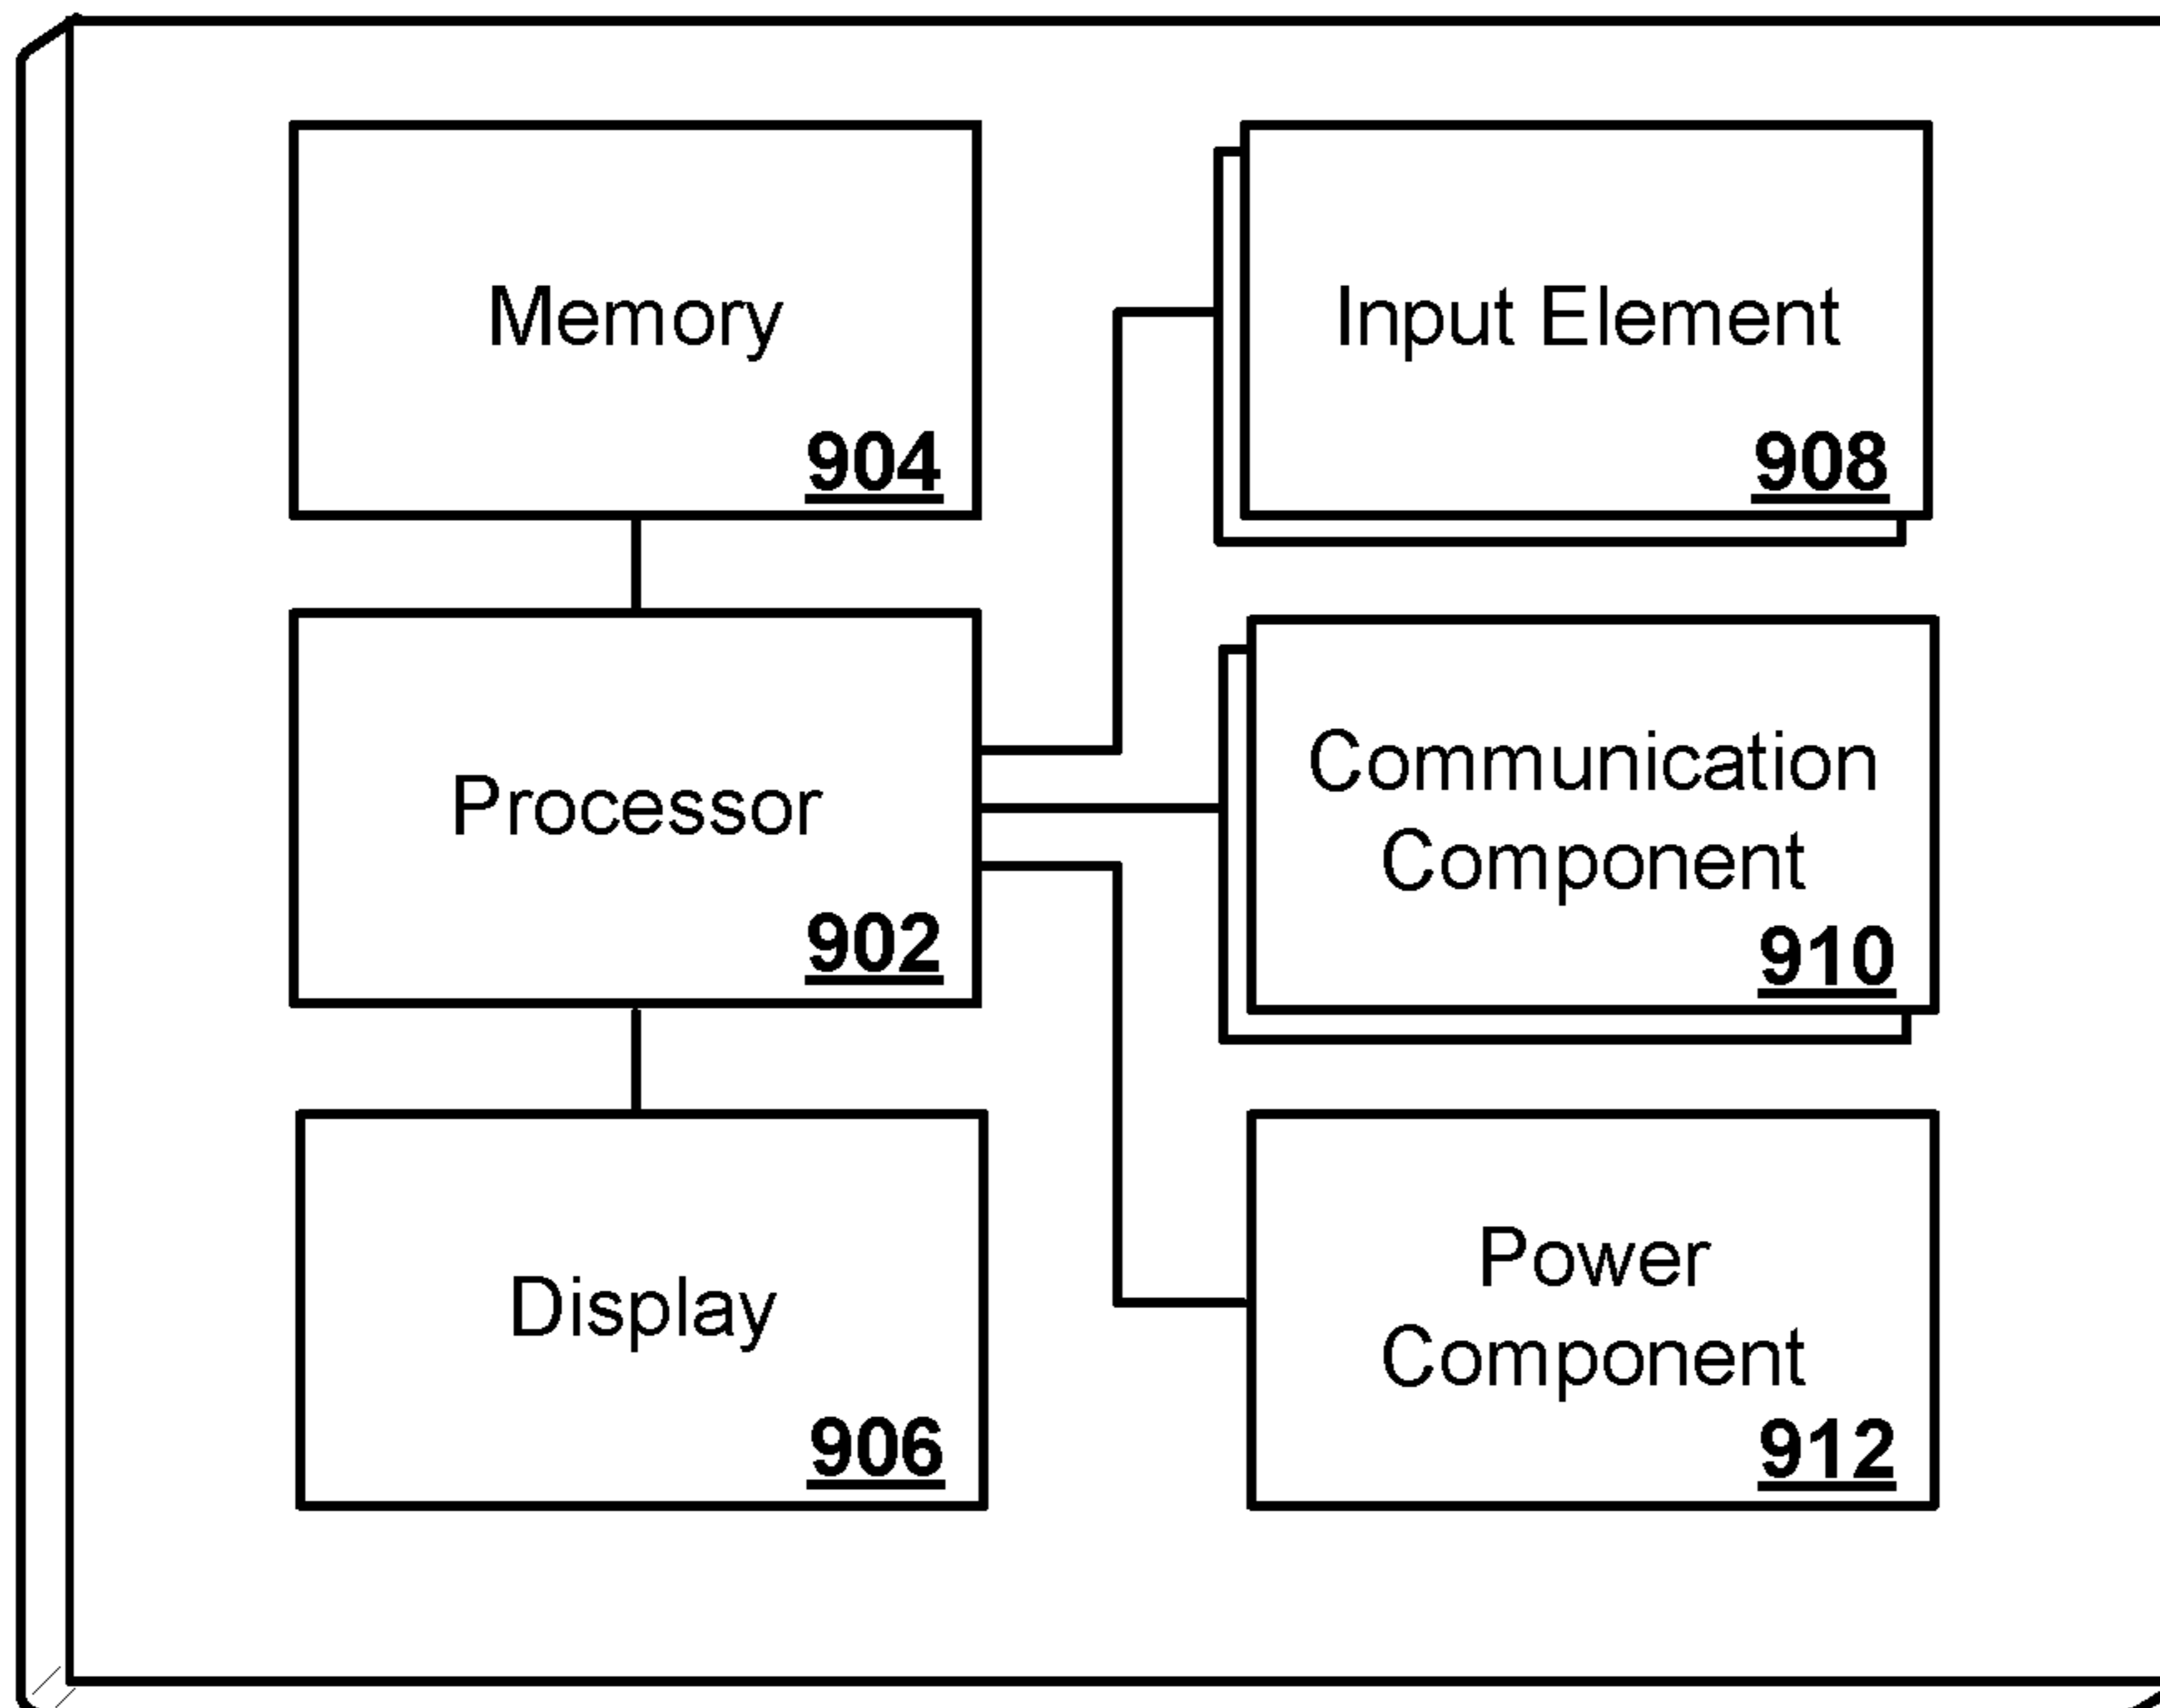 Memory
904
Input Element
908
Processor
902
Communication
Component
910
Display
906
Power
Component
912